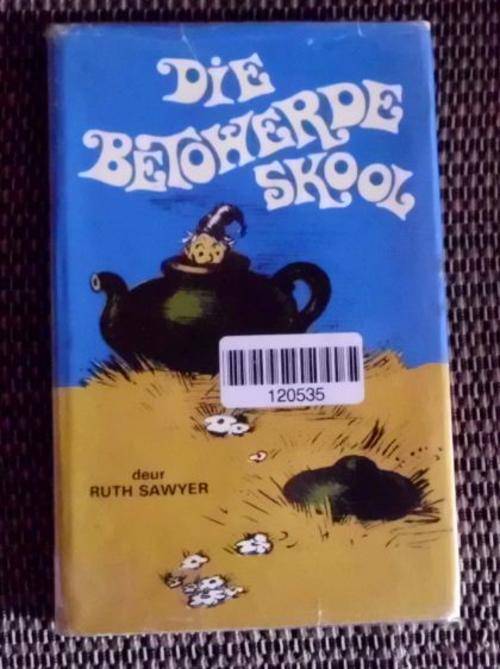 DIE
BETOWERDE
SKOOL
120535
deur
RUTH SAWYER